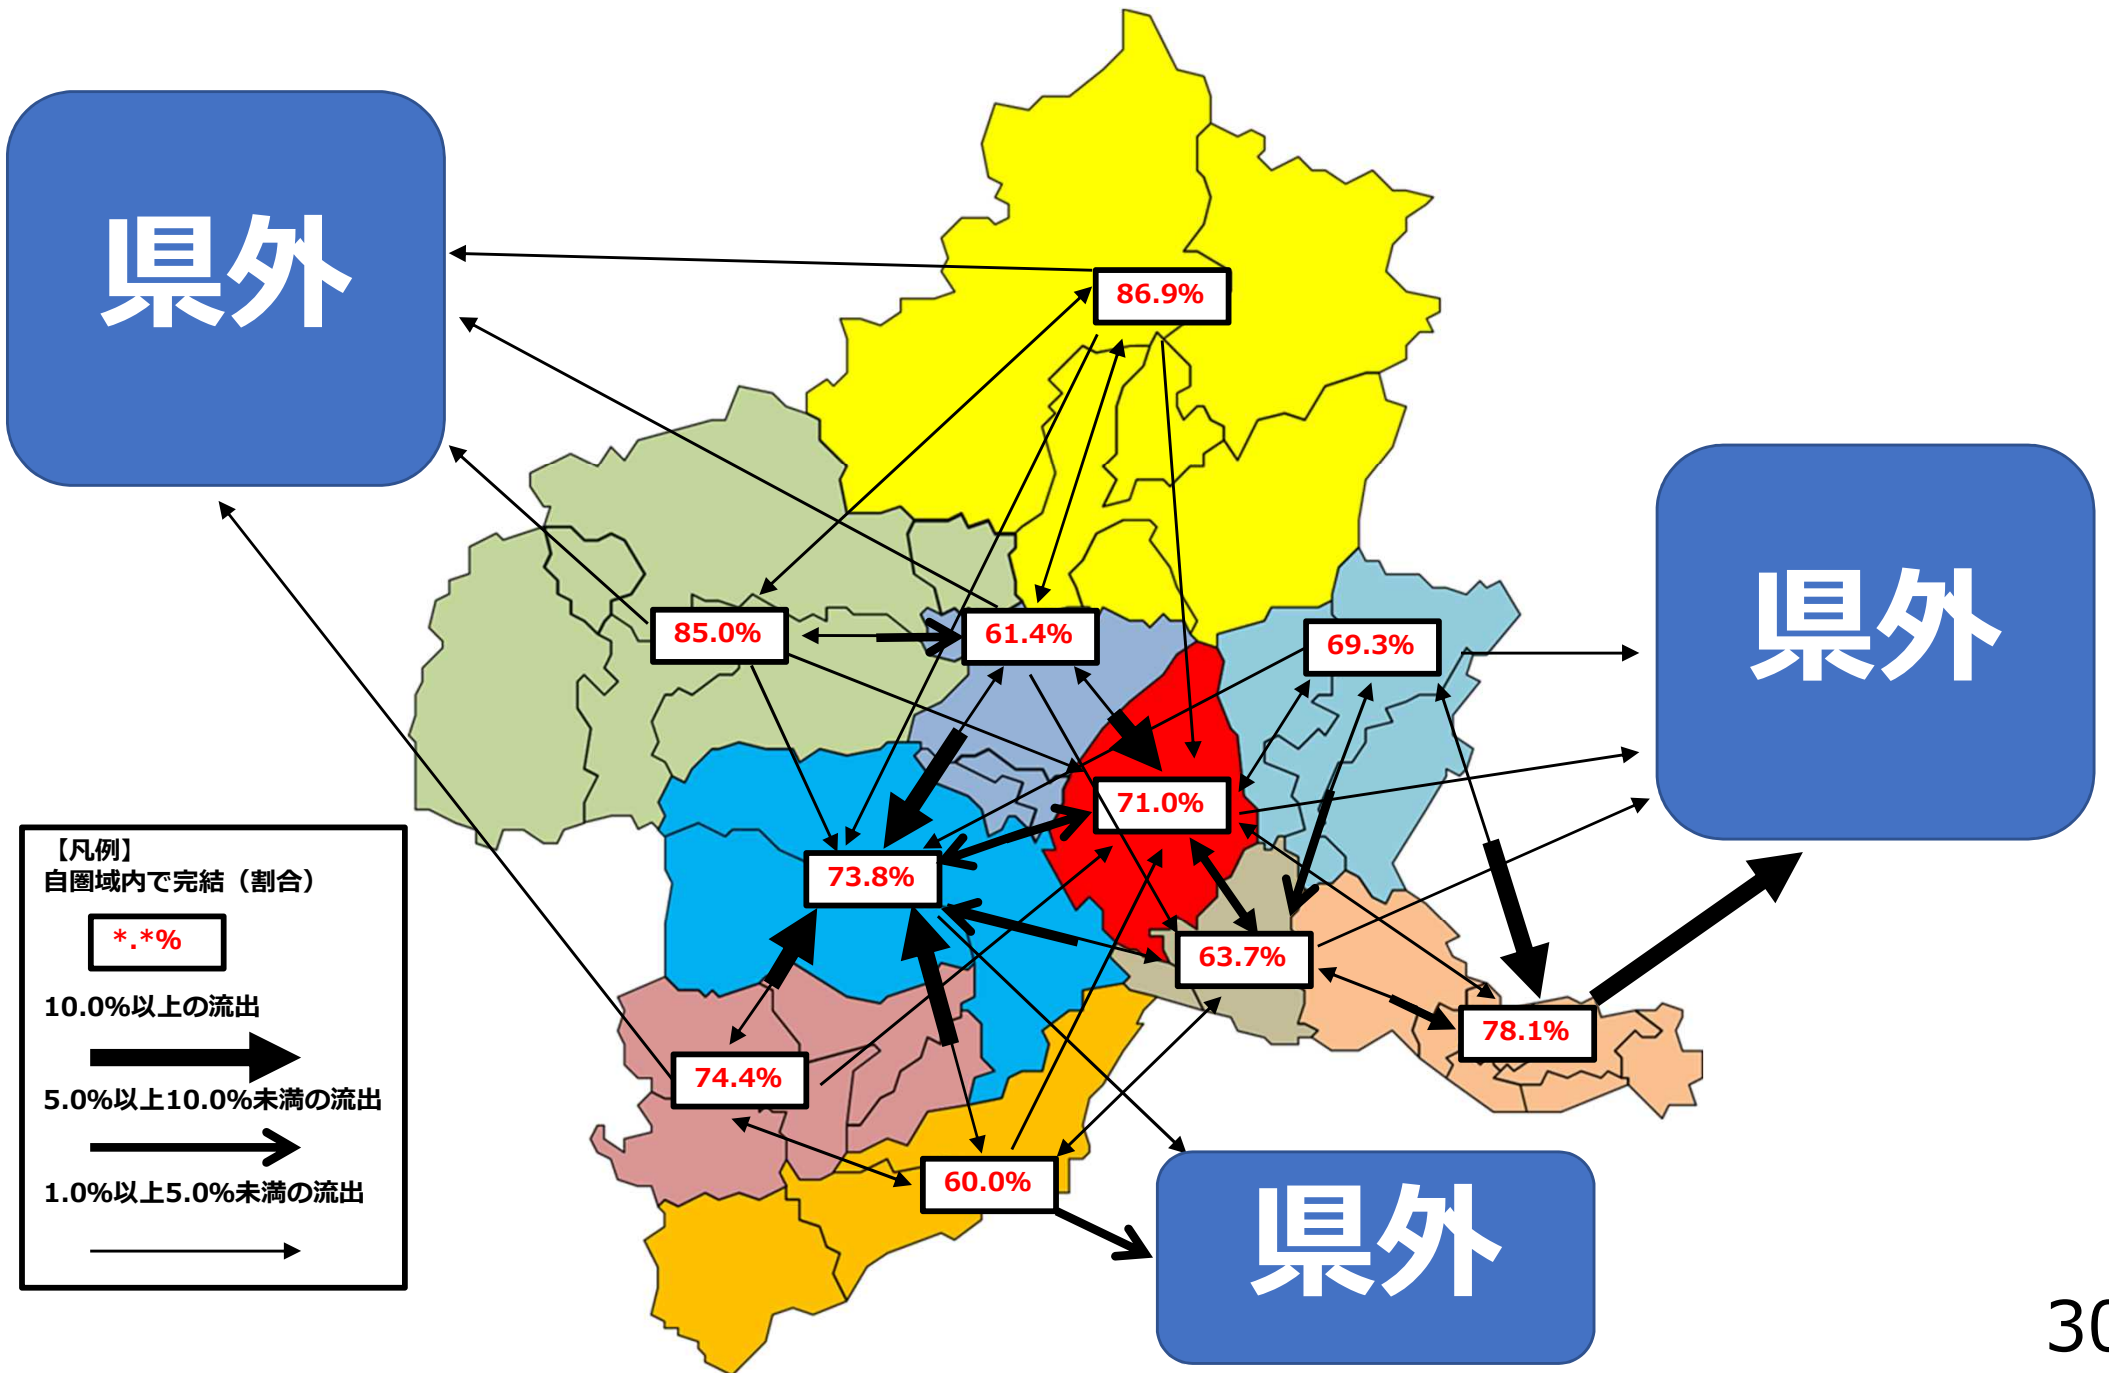 県外
86.9%
県外
85.0%
61.4%
69.3%
71.0%
73.8%
63.7%
78.1%
74.4%
60.0%
県外
【凡例】
自圏域内で完結（割合）
*.*%
10.0%以上の流出
5.0%以上10.0%未満の流出
1.0%以上5.0%未満の流出
30